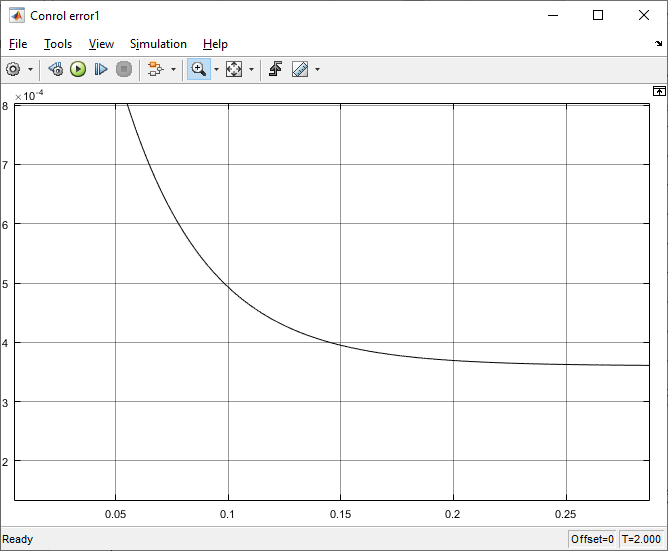 Conrol error1
File Tools View Simulation Help
×10⁻⁴
8
7
6
5
4
3
2
0.05 0.1 0.15 0.2 0.25
Ready Offset=0 T=2.000